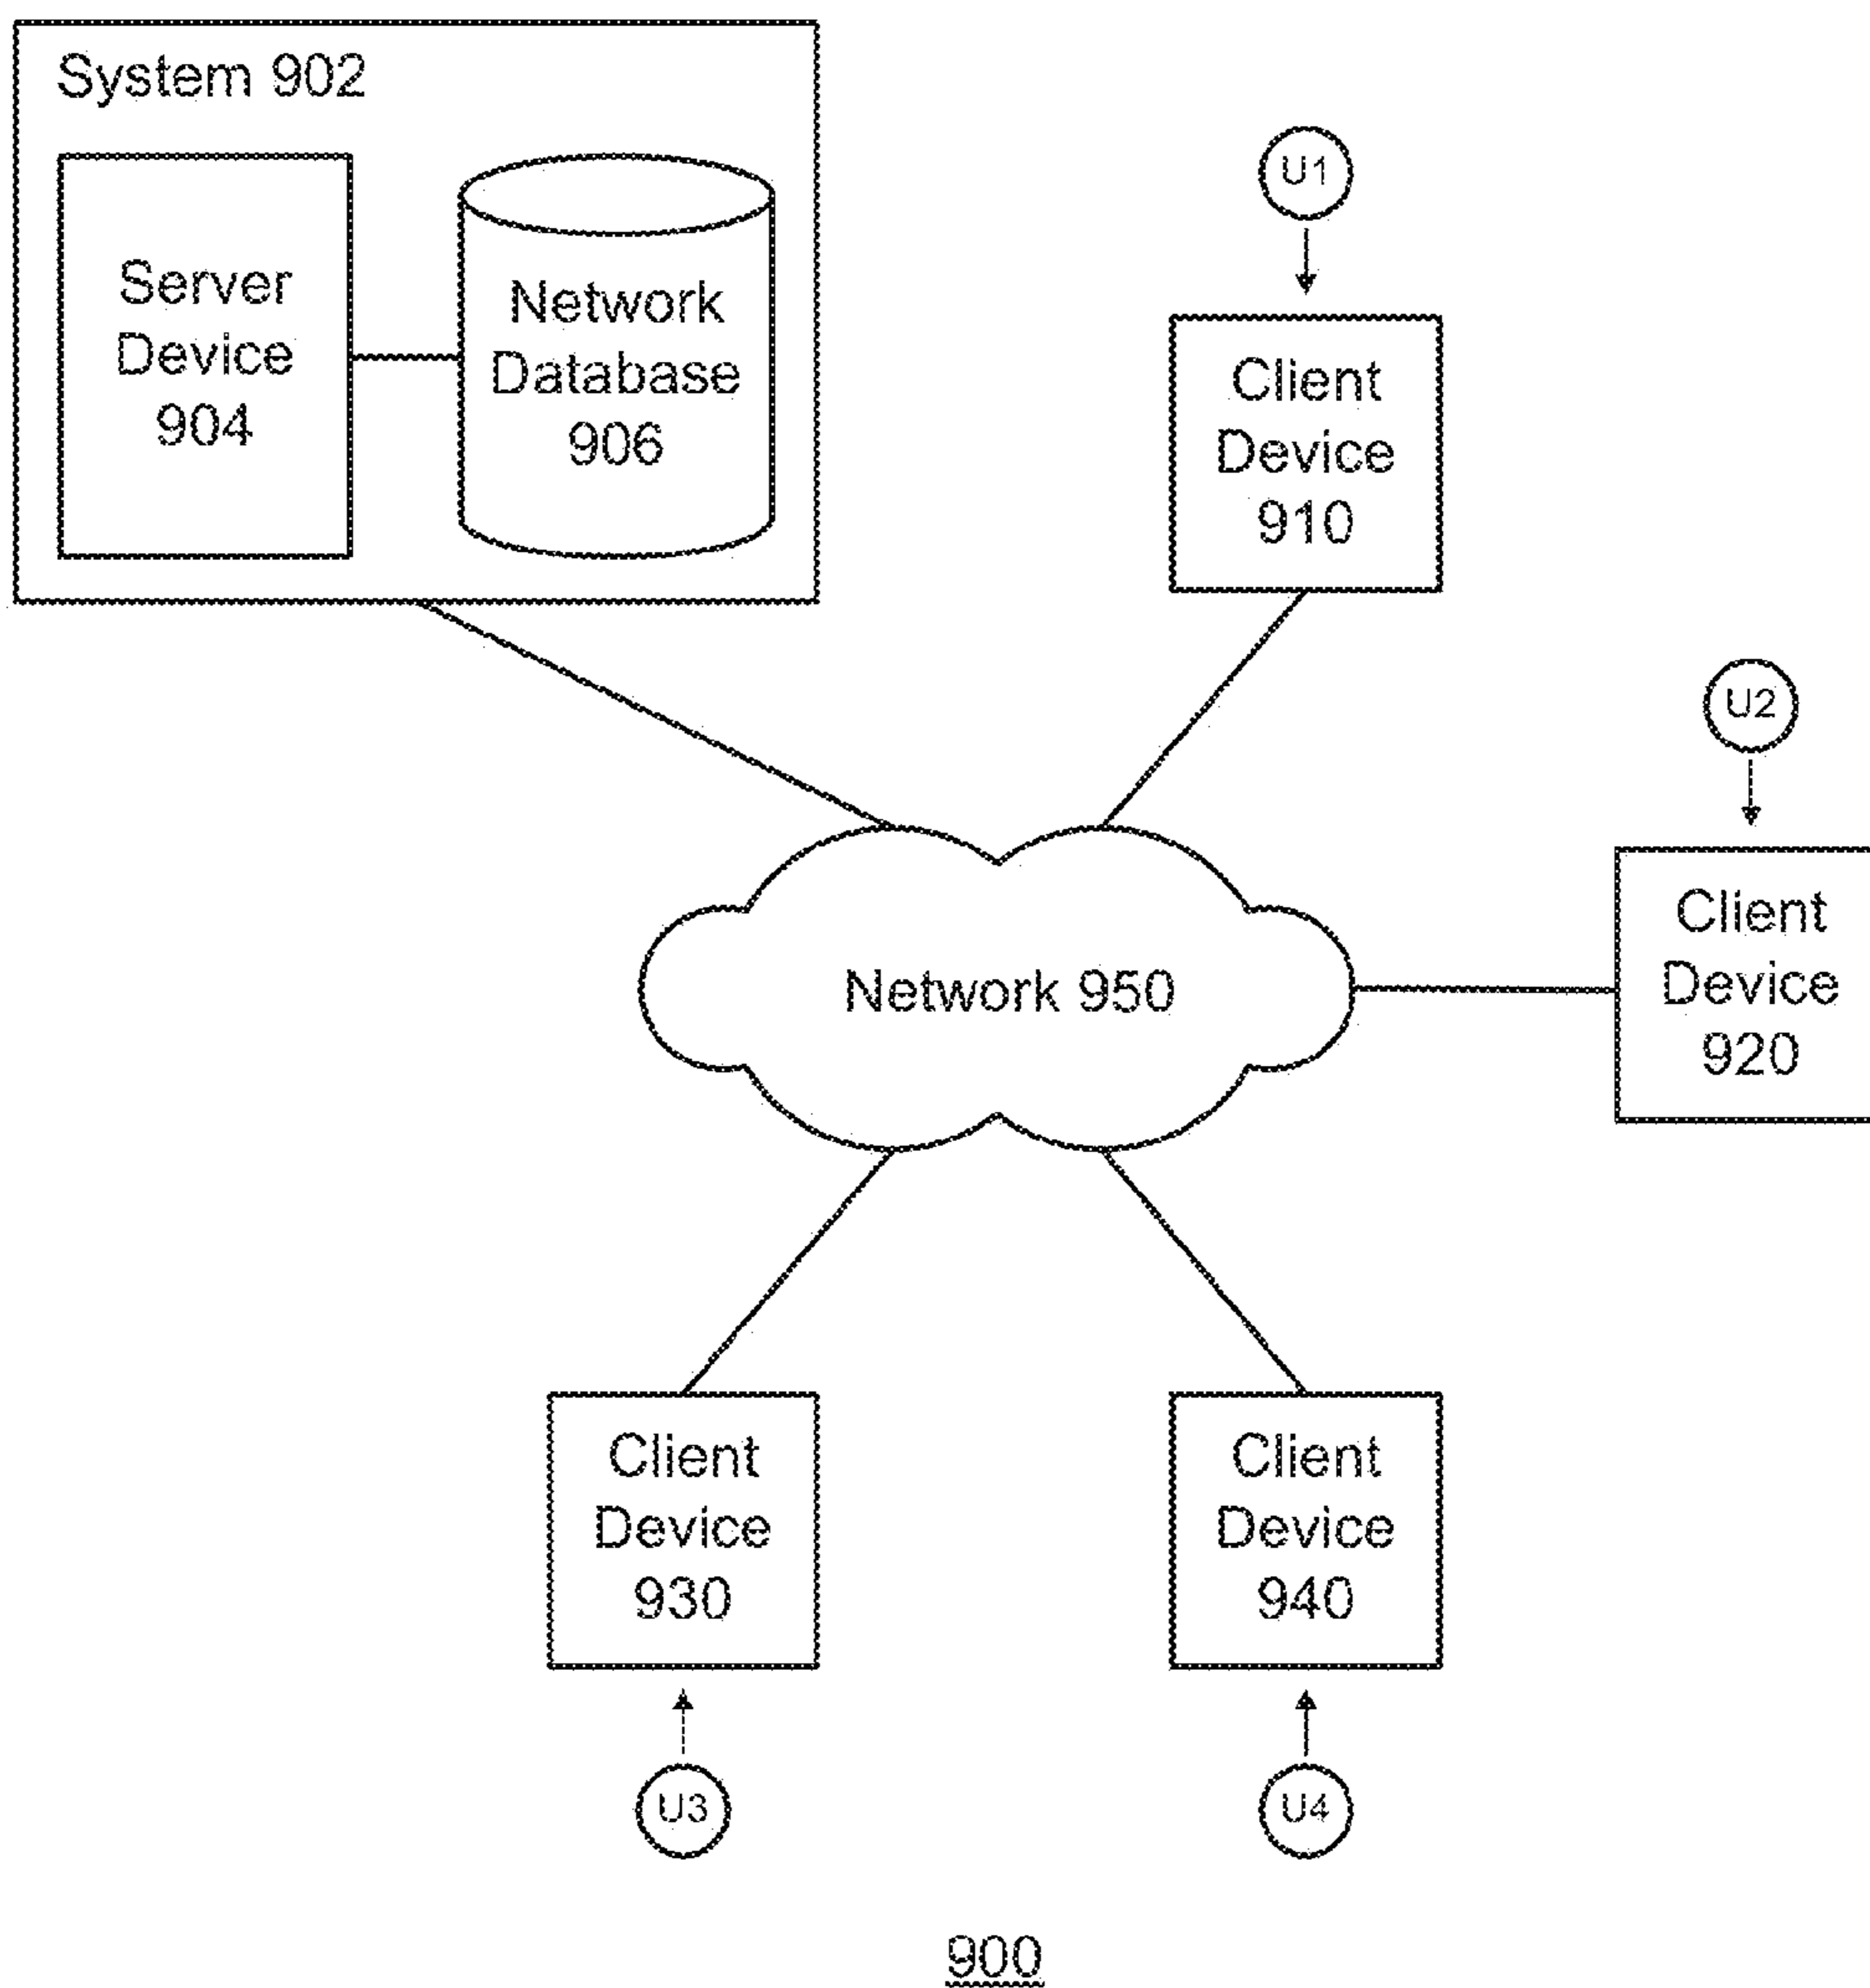 System 902
Server
Device
904
Network
Database
906
U1
Client
Device
910
U2
Client
Device
920
Network 950
Client
Device
930
Client
Device
940
U3
U4
900